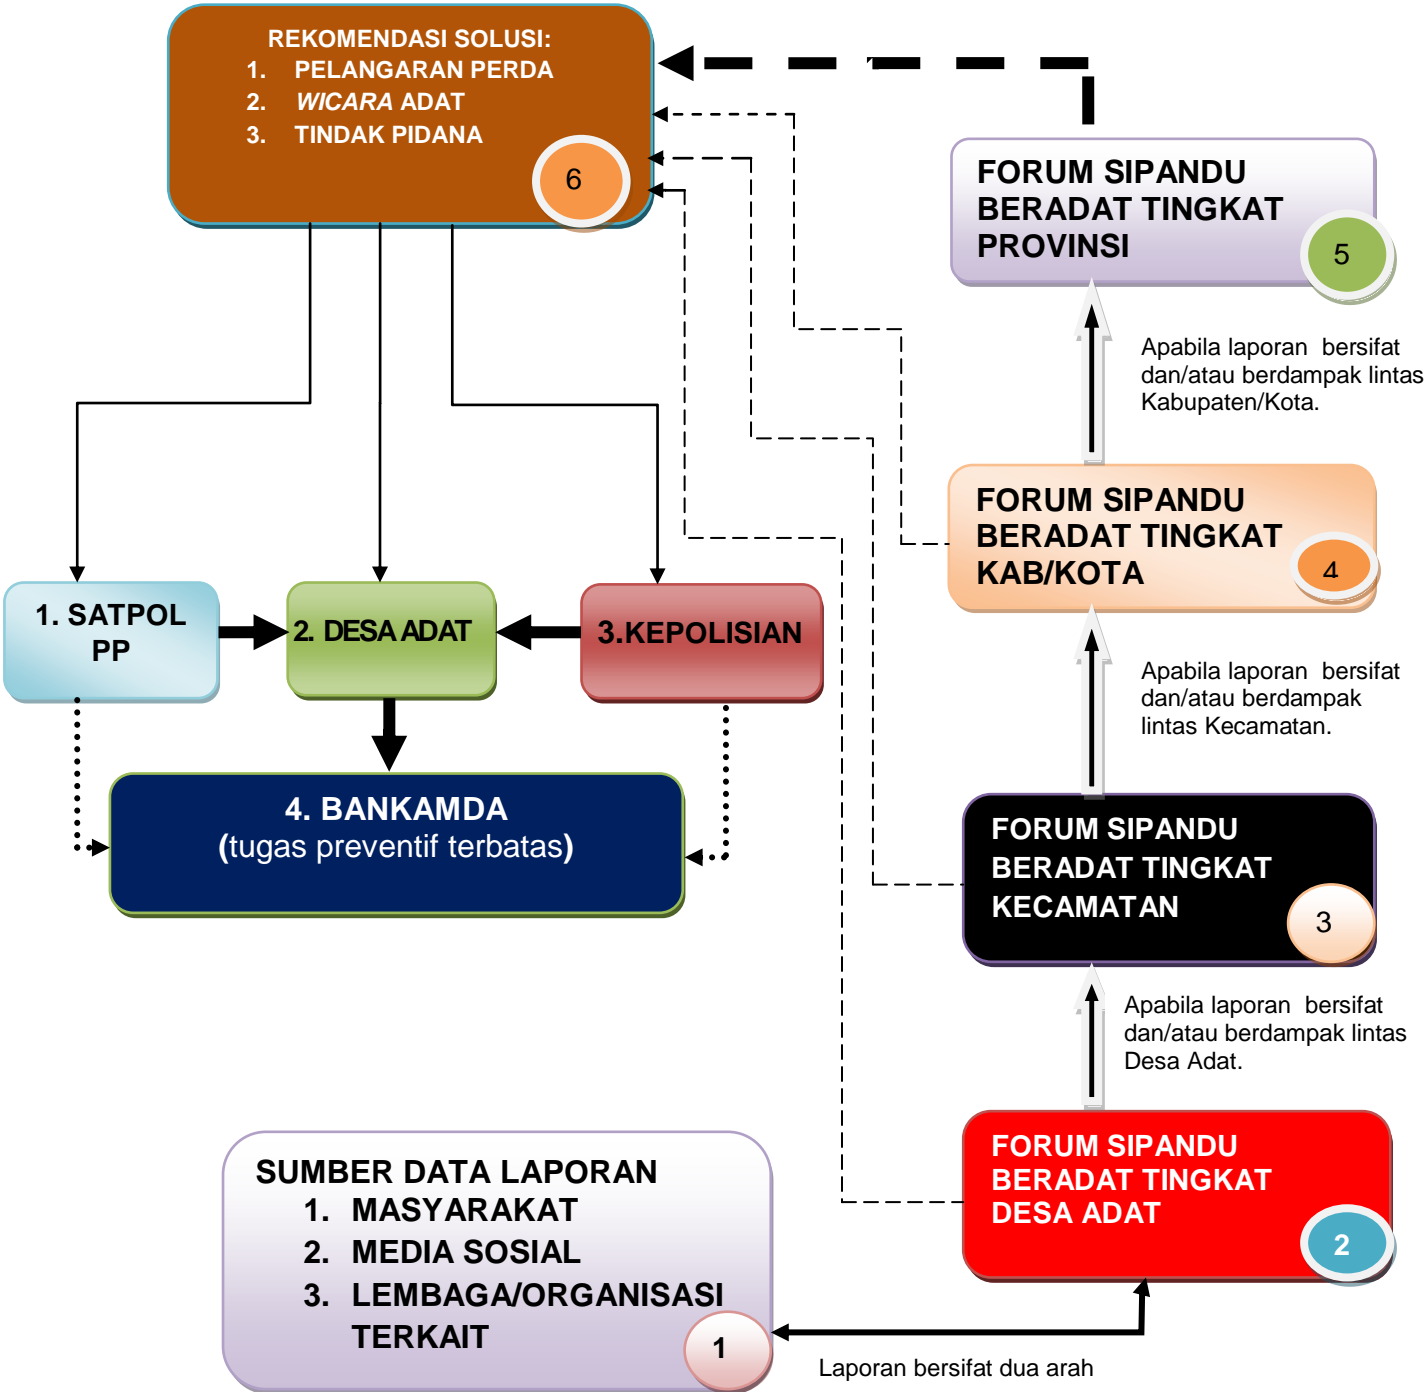 REKOMENDASI SOLUSI:
1. PELANGARAN PERDA
2. WICARA ADAT
3. TINDAK PIDANA
6
FORUM SIPANDU
BERADAT TINGKAT
PROVINSI
5
Apabila laporan bersifat
dan/atau berdampak lintas
Kabupaten/Kota.
FORUM SIPANDU
BERADAT TINGKAT
KAB/KOTA
4
1. SATPOL
PP
2. DESA ADAT
3.KEPOLISIAN
Apabila laporan bersifat
dan/atau berdampak
lintas Kecamatan.
4. BANKAMDA
(tugas preventif terbatas)
FORUM SIPANDU
BERADAT TINGKAT
KECAMATAN
3
Apabila laporan bersifat
dan/atau berdampak lintas
Desa Adat.
FORUM SIPANDU
BERADAT TINGKAT
DESA ADAT
2
SUMBER DATA LAPORAN
1. MASYARAKAT
2. MEDIA SOSIAL
3. LEMBAGA/ORGANISASI
TERKAIT
1
Laporan bersifat dua arah